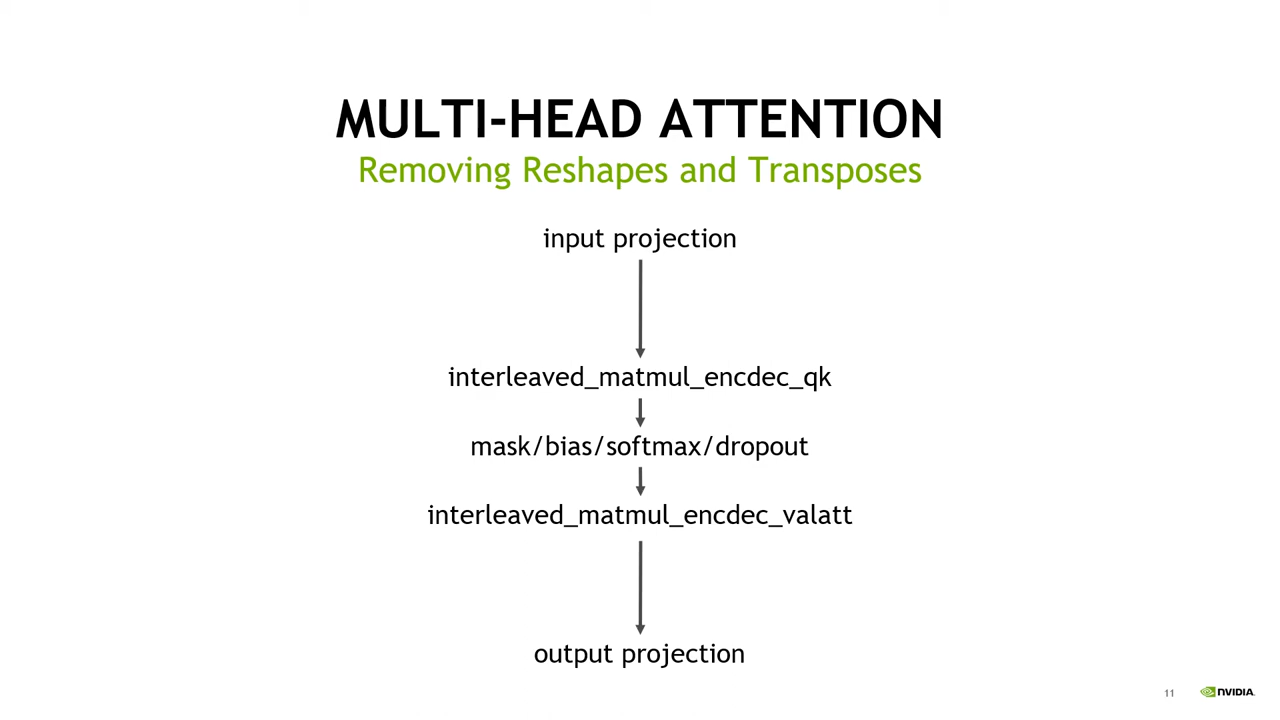 MULTI-HEAD ATTENTION
Removing Reshapes and Transposes
input projection
interleaved_matmul_encdec_qk
mask/bias/softmax/dropout
interleaved_matmul_encdec_valatt
output projection
11 NVIDIA.